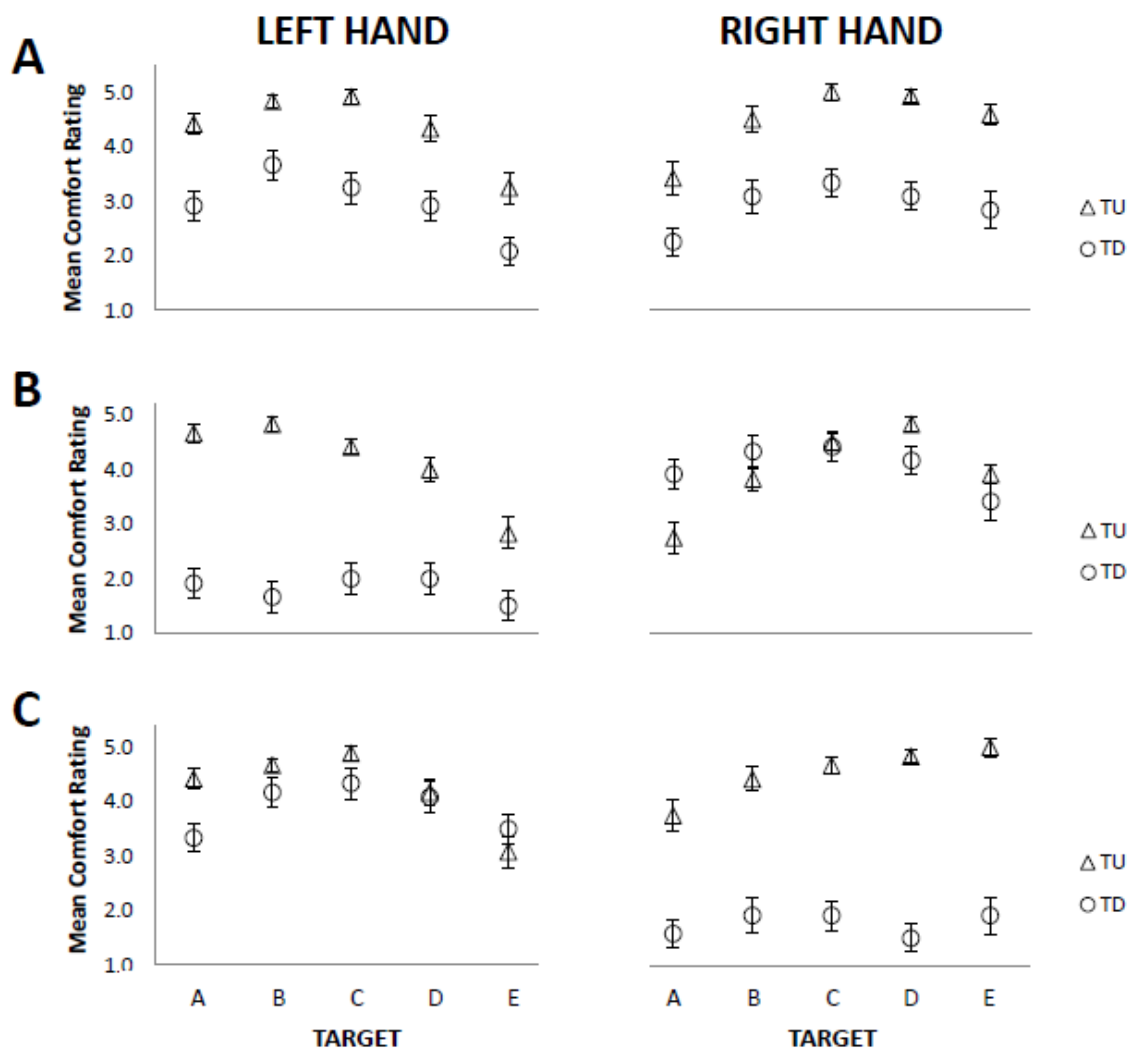 LEFT HAND RIGHT HAND
A
Mean Comfort Rating
5.0
4.0
3.0
2.0
1.0
TU
TD
B
Mean Comfort Rating
5.0
4.0
3.0
2.0
1.0
TU
TD
C
Mean Comfort Rating
5.0
4.0
3.0
2.0
1.0
TU
TD
A B C D E A B C D E
TARGET TARGET